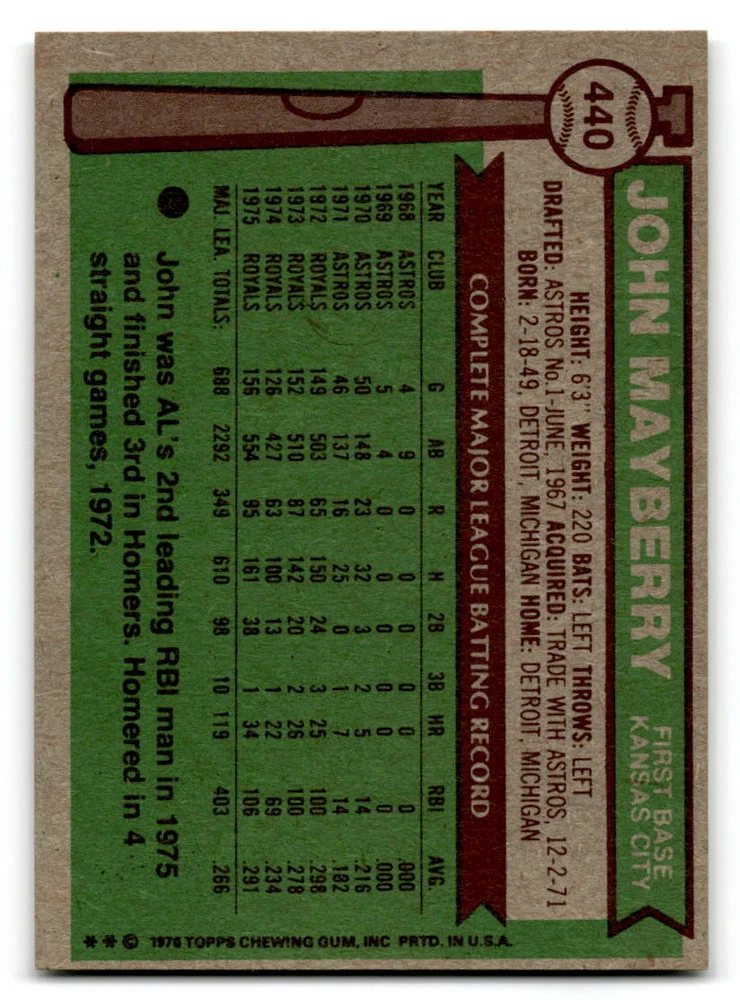 440
JOHN MAYBERRY
FIRST BASE
KANSAS CITY
HEIGHT: 6'3" WEIGHT: 220 BATS: LEFT THROWS: LEFT
DRAFTED: ASTROS No.1-JUNE, 1967 ACQUIRED: TRADE WITH ASTROS, 12-2-71
BORN: 2-18-49, DETROIT, MICHIGAN HOME: DETROIT, MICHIGAN
COMPLETE MAJOR LEAGUE BATTING RECORD
YEAR CLUB G AB R H 2B 3B HR RBI AVG.
1968 ASTROS 4 9 0 0 0 0 0 0 .000
1969 ASTROS 5 4 0 0 0 0 0 0 .000
1970 ASTROS 50 148 23 32 3 2 5 14 .216
1971 ASTROS 46 137 16 25 0 1 7 14 .182
1972 ROYALS 149 503 65 150 24 3 25 100 .298
1973 ROYALS 152 510 87 142 20 2 26 100 .278
1974 ROYALS 126 427 63 100 13 1 22 69 .234
1975 ROYALS 156 554 95 161 38 1 34 106 .291
MAJ. LEA. TOTALS: 688 2292 349 610 98 10 119 403 .266
John was AL's 2nd leading RBI man in 1975
and finished 3rd in Homers. Homered in 4
straight games, 1972.
** © 1976 TOPPS CHEWING GUM, INC PRTD. IN U.S.A.